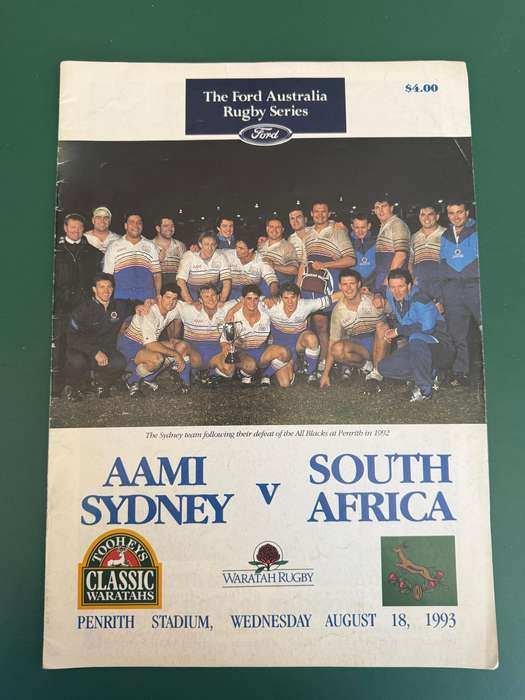 The Ford Australia
Rugby Series
Ford
$4.00
The Sydney team following their defeat of the All Blacks at Penrith in 1992
AAMI
SYDNEY
v
SOUTH
AFRICA
TOOHEYS
CLASSIC
WARATAHS
WARATAH RUGBY
PENRITH STADIUM, WEDNESDAY AUGUST 18, 1993